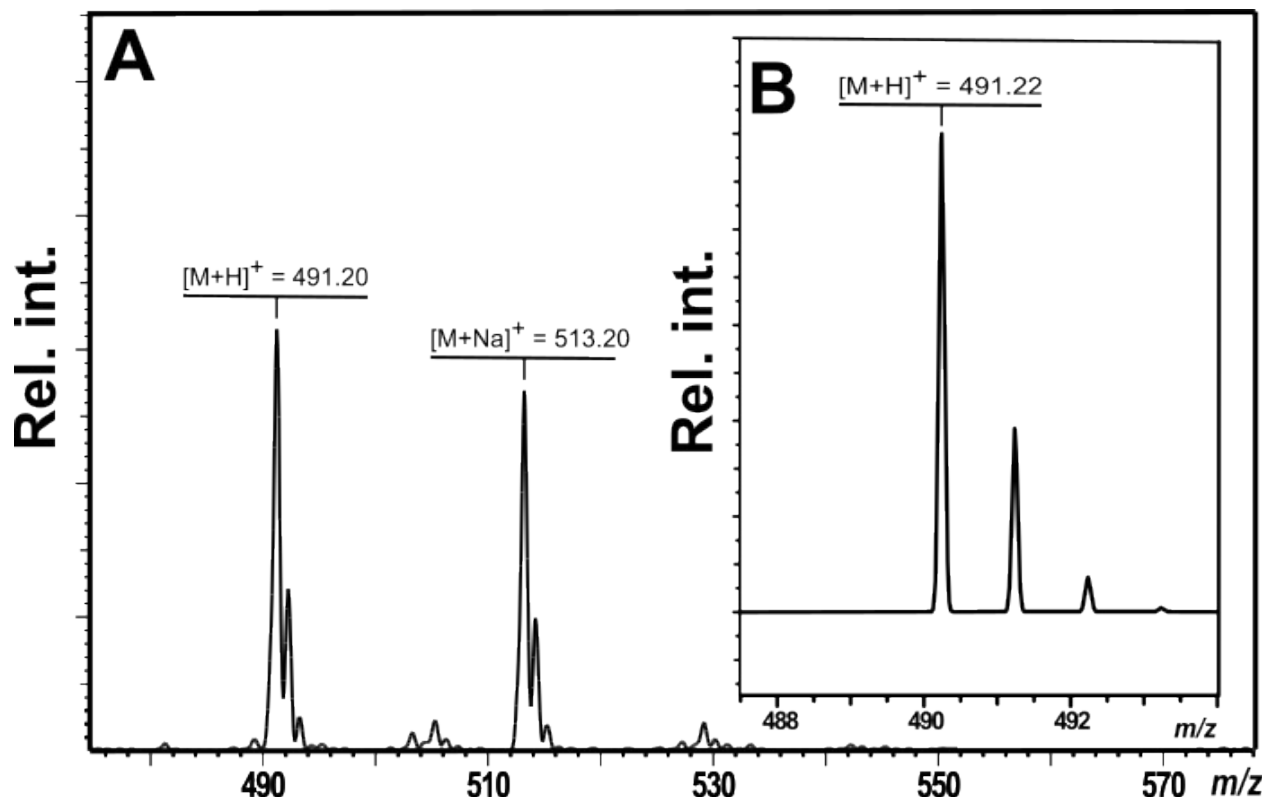 A
Rel. int.
[M+H]+ = 491.20
[M+Na]+ = 513.20
490 510 530 550 570 m/z
B
Rel. int.
[M+H]+ = 491.22
488 490 492 m/z